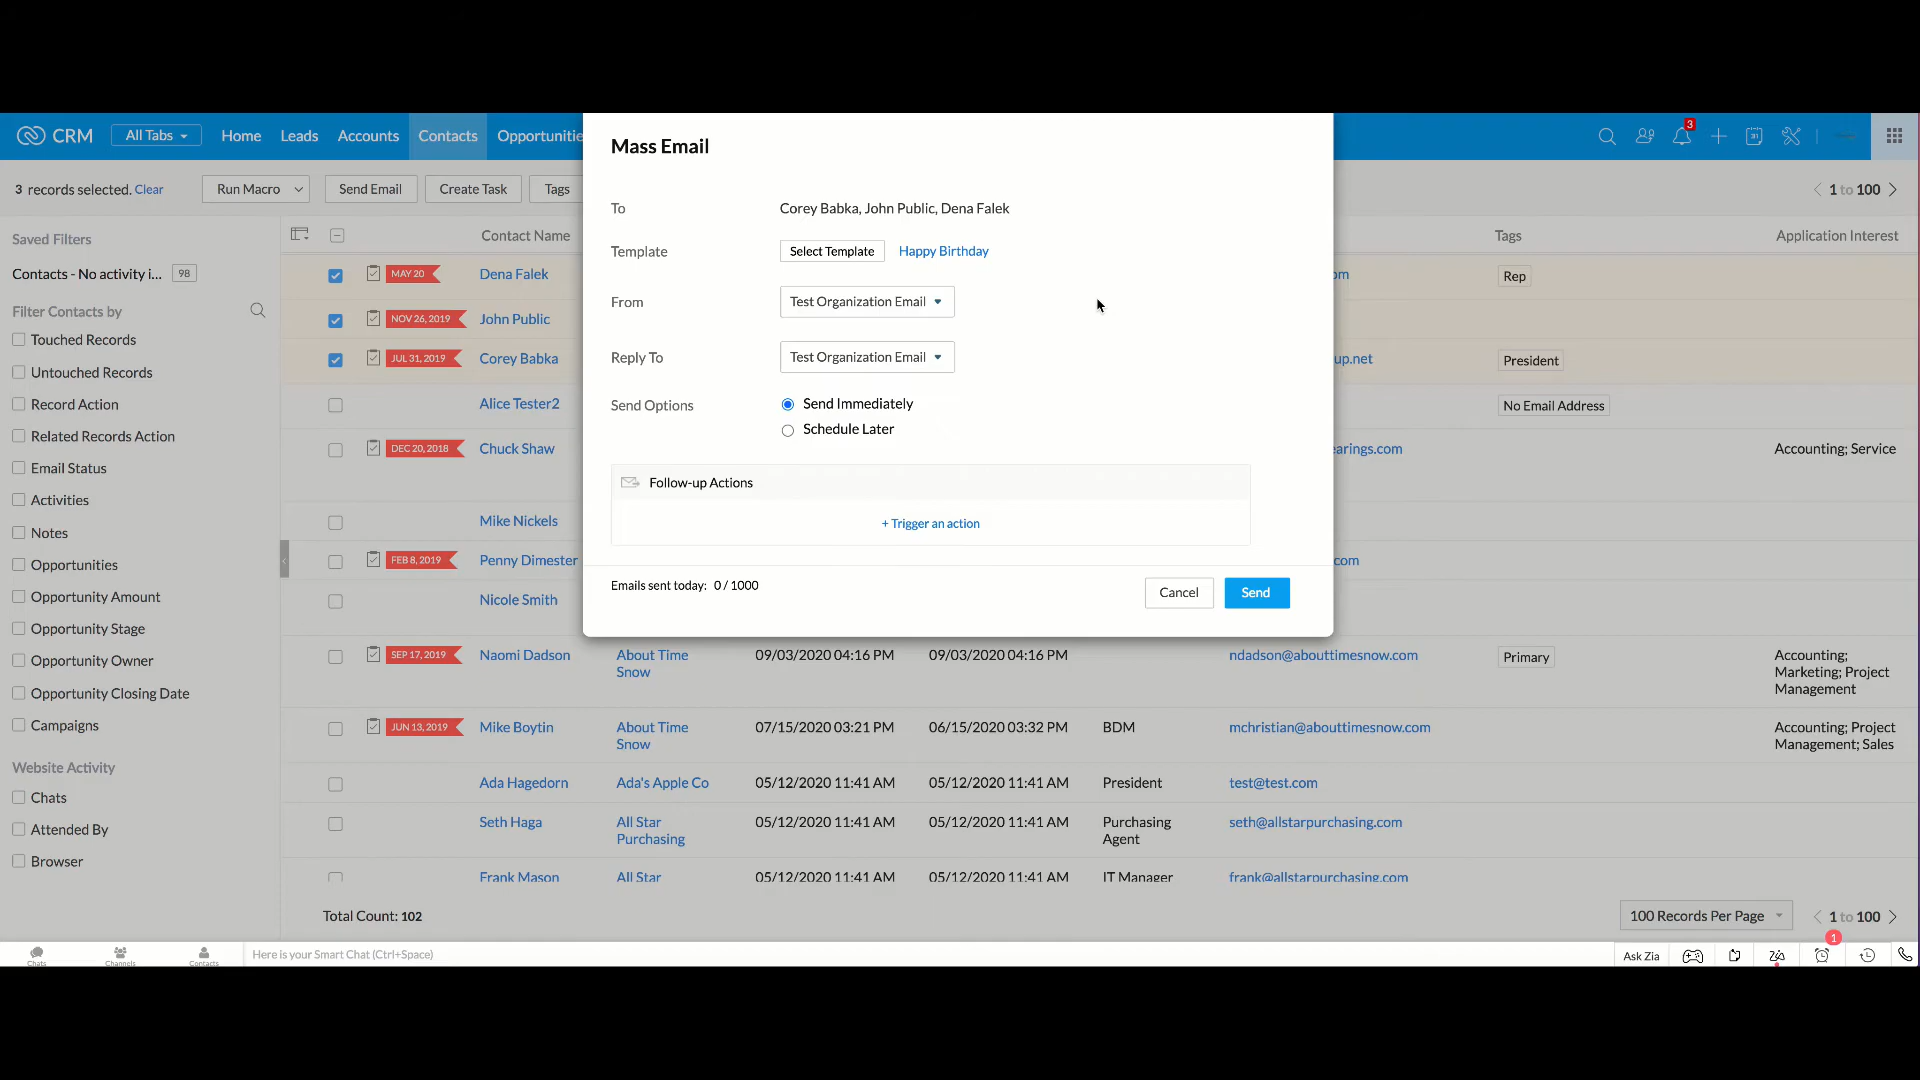 CRM All Tabs Home Leads Accounts Contacts Opportunitie 3
3 records selected. Clear Run Macro Send Email Create Task Tags 1 to 100
Mass Email
To Corey Babka, John Public, Dena Falek
Template Select Template Happy Birthday
From Test Organization Email
Reply To Test Organization Email
Send Options Send Immediately
Schedule Later
Follow-up Actions
+ Trigger an action
Emails sent today: 0 / 1000 Cancel Send
Saved Filters
Contacts - No activity i... 98
Filter Contacts by
Touched Records
Untouched Records
Record Action
Related Records Action
Email Status
Activities
Notes
Opportunities
Opportunity Amount
Opportunity Stage
Opportunity Owner
Opportunity Closing Date
Campaigns
Website Activity
Chats
Attended By
Browser
Contact Name Tags Application Interest
MAY 20 Dena Falek om Rep
NOV 26, 2019 John Public
JUL 31, 2019 Corey Babka up.net President
Alice Tester2 No Email Address
DEC 20, 2018 Chuck Shaw earings.com Accounting; Service
Mike Nickels
FEB 8, 2019 Penny Dimester com
Nicole Smith
SEP 17, 2019 Naomi Dadson About Time 09/03/2020 04:16 PM 09/03/2020 04:16 PM ndadson@abouttimesnow.com Primary Accounting;
Snow Marketing; Project
Management
JUN 13, 2019 Mike Boytin About Time 07/15/2020 03:21 PM 06/15/2020 03:32 PM BDM mchristian@abouttimesnow.com Accounting; Project
Snow Management; Sales
Ada Hagedorn Ada's Apple Co 05/12/2020 11:41 AM 05/12/2020 11:41 AM President test@test.com
Seth Haga All Star 05/12/2020 11:41 AM 05/12/2020 11:41 AM Purchasing seth@allstarpurchasing.com
Purchasing Agent
Frank Mason All Star 05/12/2020 11:41 AM 05/12/2020 11:41 AM IT Manager frank@allstarpurchasing.com
Total Count: 102 100 Records Per Page 1 to 100
Chats Channels Contacts Here is your Smart Chat (Ctrl+Space) Ask Zia 1